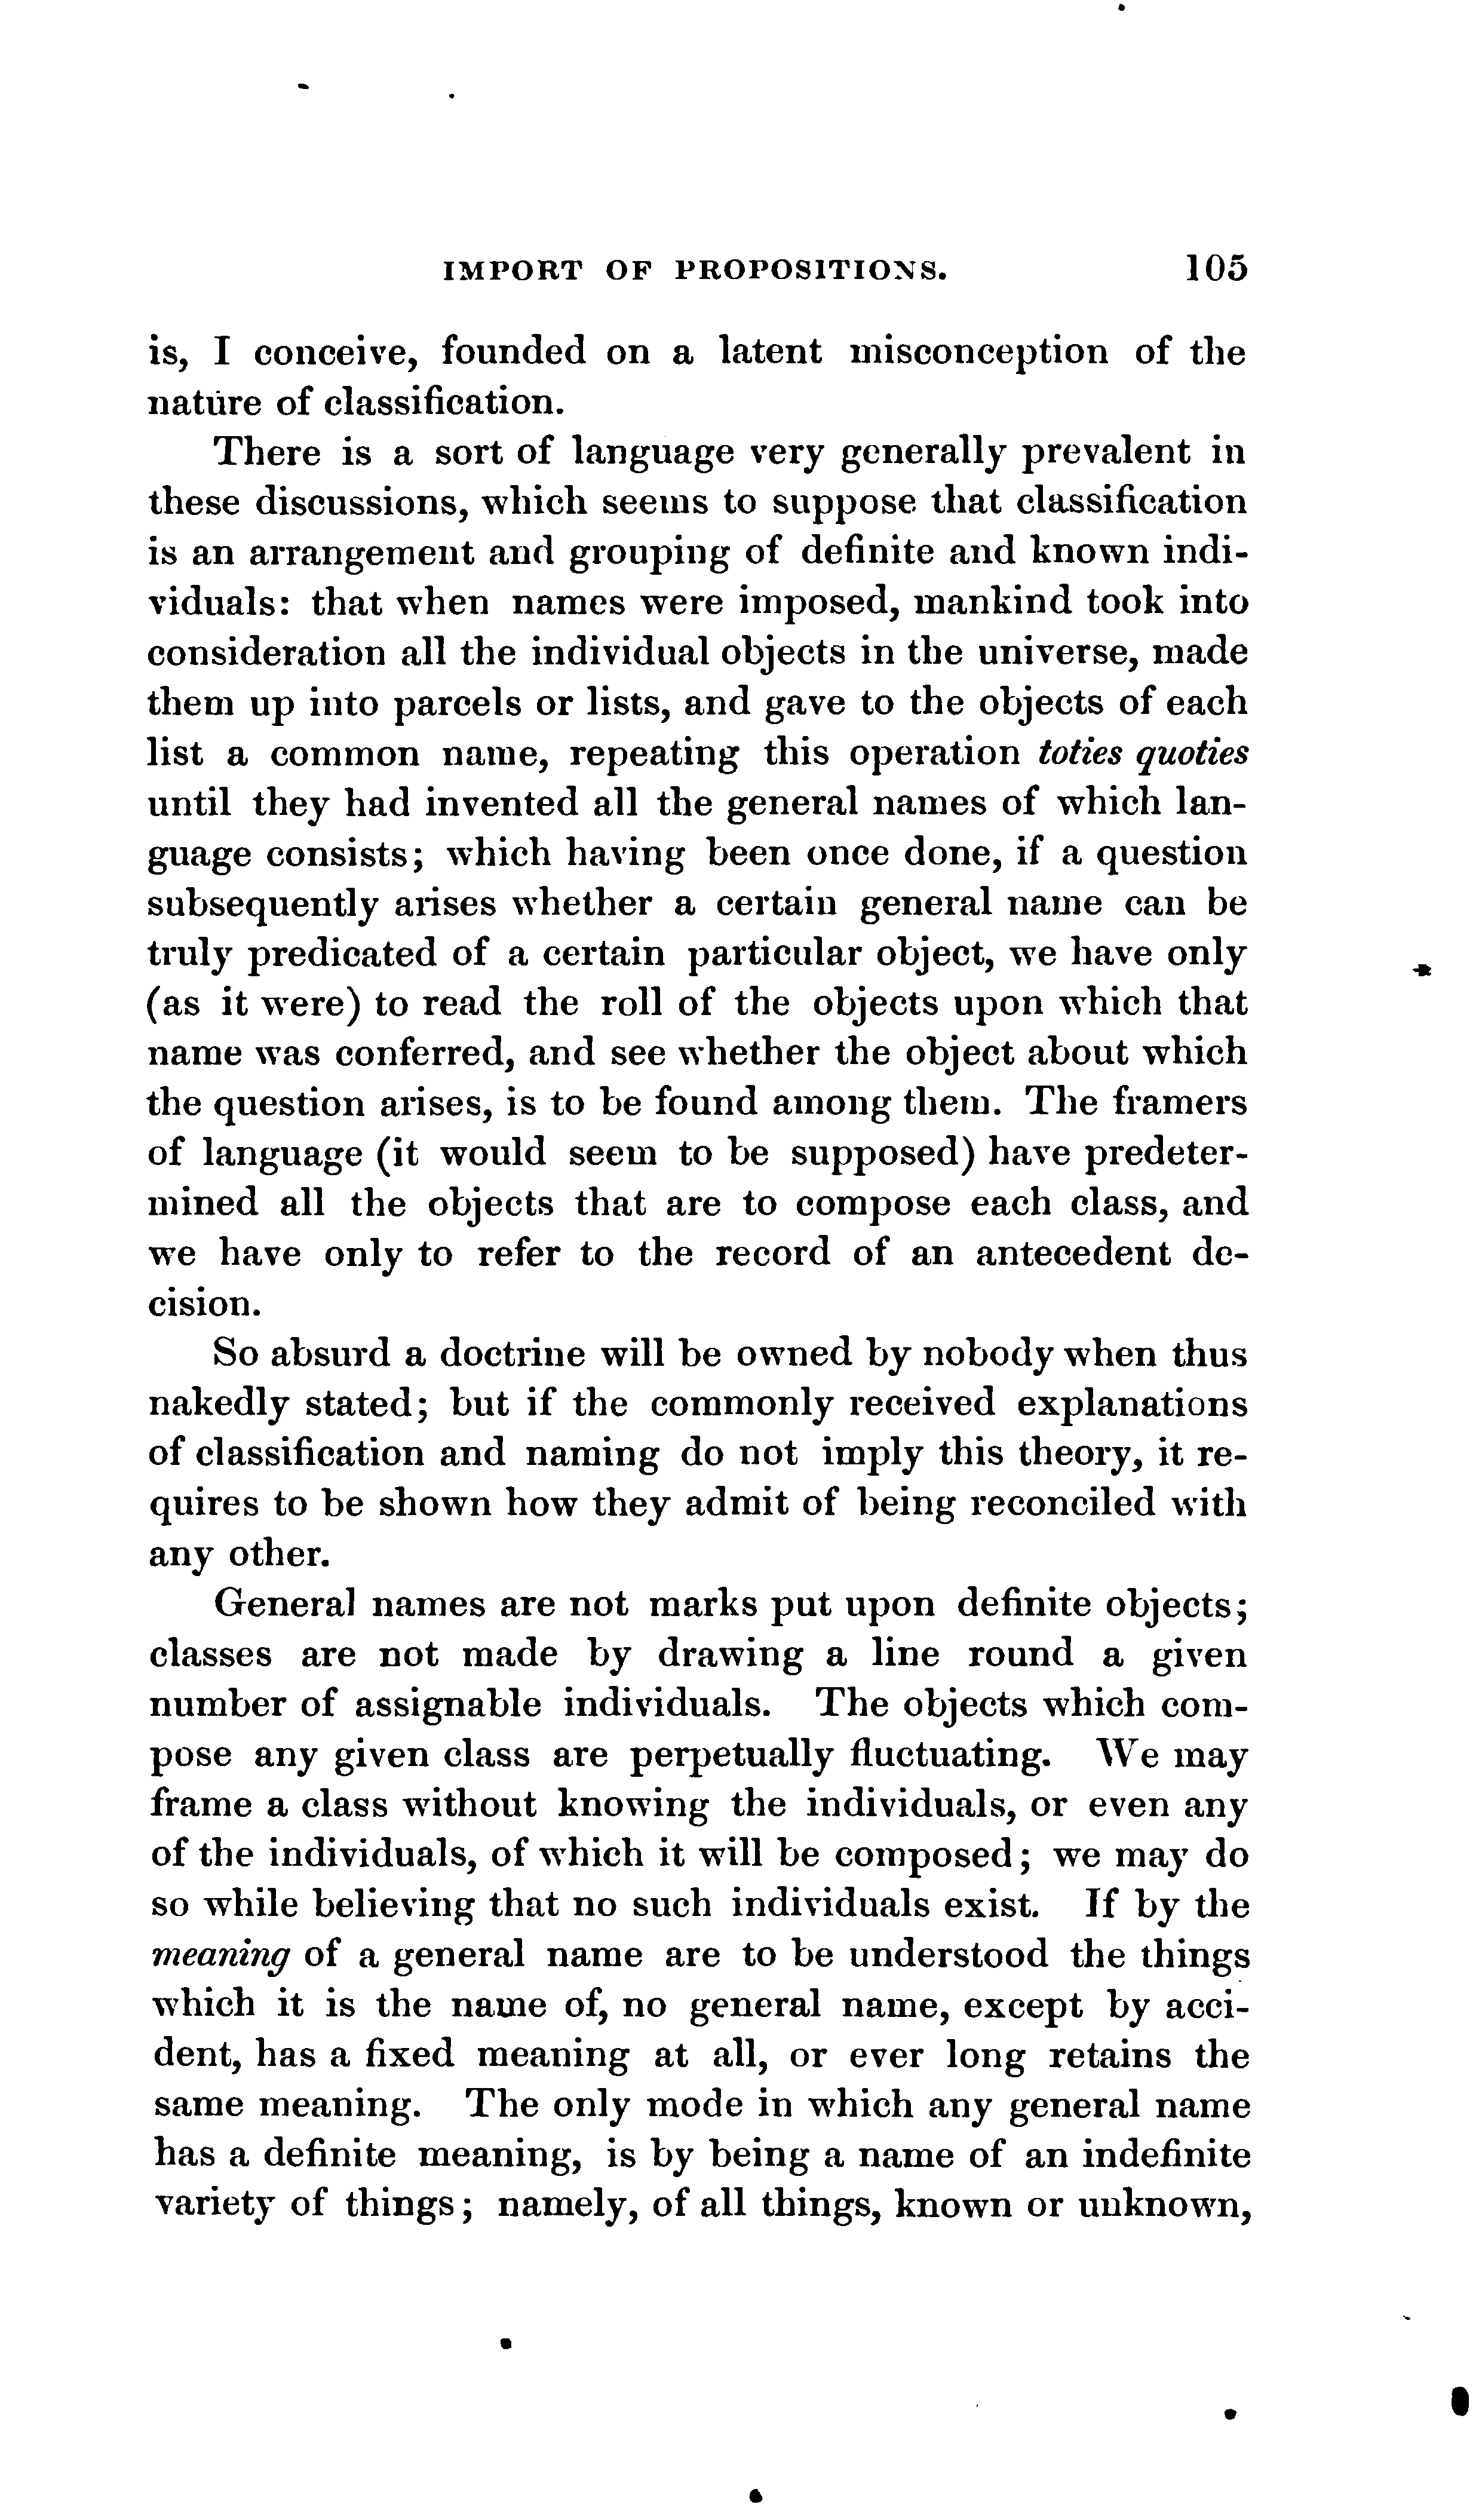 IMPORT OF PROPOSITIONS. 105
is, I conceive, founded on a latent misconception of the
nature of classification.
There is a sort of language very generally prevalent in
these discussions, which seems to suppose that classification
is an arrangement and grouping of definite and known indi-
viduals: that when names were imposed, mankind took into
consideration all the individual objects in the universe, made
them up into parcels or lists, and gave to the objects of each
list a common name, repeating this operation toties quoties
until they had invented all the general names of which lan-
guage consists; which having been once done, if a question
subsequently arises whether a certain general name can be
truly predicated of a certain particular object, we have only
(as it were) to read the roll of the objects upon which that
name was conferred, and see whether the object about which
the question arises, is to be found among them. The framers
of language (it would seem to be supposed) have predeter-
mined all the objects that are to compose each class, and
we have only to refer to the record of an antecedent de-
cision.
So absurd a doctrine will be owned by nobody when thus
nakedly stated; but if the commonly received explanations
of classification and naming do not imply this theory, it re-
quires to be shown how they admit of being reconciled with
any other.
General names are not marks put upon definite objects;
classes are not made by drawing a line round a given
number of assignable individuals. The objects which com-
pose any given class are perpetually fluctuating. We may
frame a class without knowing the individuals, or even any
of the individuals, of which it will be composed; we may do
so while believing that no such individuals exist. If by the
meaning of a general name are to be understood the things
which it is the name of, no general name, except by acci-
dent, has a fixed meaning at all, or ever long retains the
same meaning. The only mode in which any general name
has a definite meaning, is by being a name of an indefinite
variety of things; namely, of all things, known or unknown,